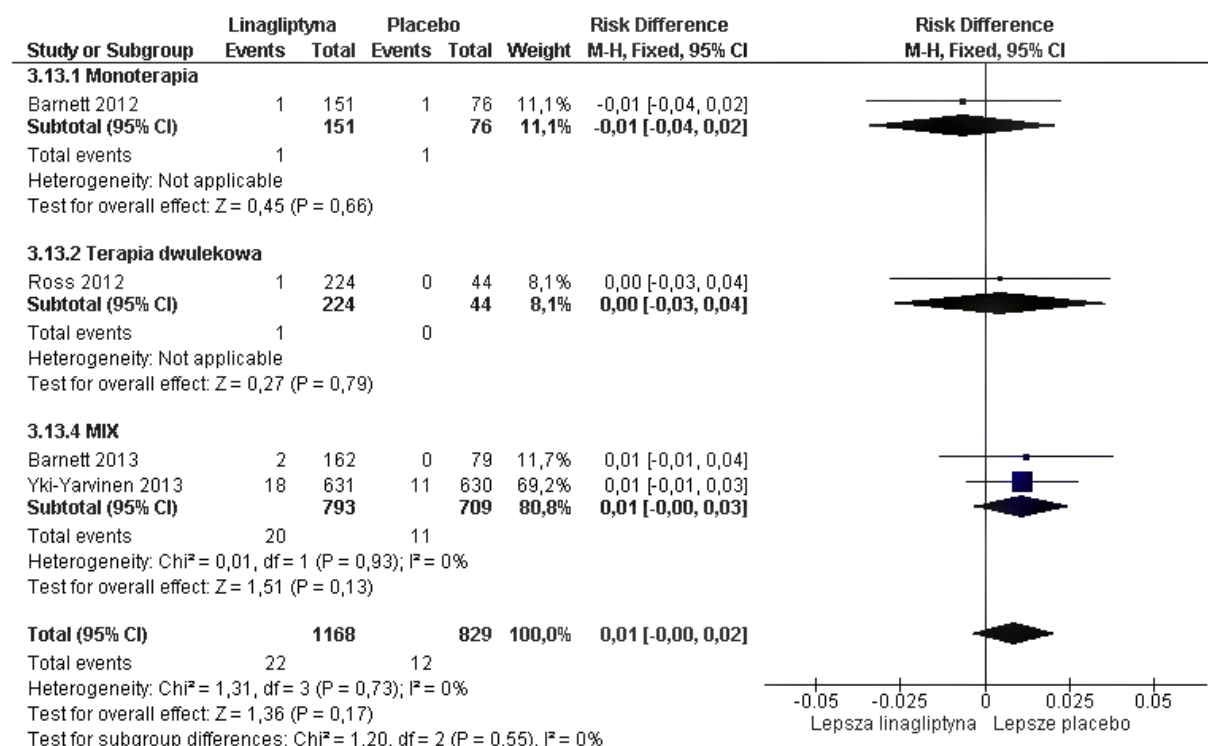 Linagliptyna Placebo Risk Difference Risk Difference
Study or Subgroup Events Total Events Total Weight M-H, Fixed, 95% CI M-H, Fixed, 95% CI
3.13.1 Monoterapia
Barnett 2012 1 151 1 76 11,1% -0,01 [-0,04, 0,02]
Subtotal (95% CI) 151 76 11,1% -0,01 [-0,04, 0,02]
Total events 1 1
Heterogeneity: Not applicable
Test for overall effect: Z = 0,45 (P = 0,66)
3.13.2 Terapia dwulekowa
Ross 2012 1 224 0 44 8,1% 0,00 [-0,03, 0,04]
Subtotal (95% CI) 224 44 8,1% 0,00 [-0,03, 0,04]
Total events 1 0
Heterogeneity: Not applicable
Test for overall effect: Z = 0,27 (P = 0,79)
3.13.4 MIX
Barnett 2013 2 162 0 79 11,7% 0,01 [-0,01, 0,04]
Yki-Yarvinen 2013 18 631 11 630 69,2% 0,01 [-0,01, 0,03]
Subtotal (95% CI) 793 709 80,8% 0,01 [-0,00, 0,03]
Total events 20 11
Heterogeneity: Chi² = 0,01, df = 1 (P = 0,93); I² = 0%
Test for overall effect: Z = 1,51 (P = 0,13)
Total (95% CI) 1168 829 100,0% 0,01 [-0,00, 0,02]
Total events 22 12
Heterogeneity: Chi² = 1,31, df = 3 (P = 0,73); I² = 0%
Test for overall effect: Z = 1,36 (P = 0,17)
Test for subgroup differences: Chi² = 1,20, df = 2 (P = 0,55), I² = 0%
-0.05 -0.025 0 0.025 0.05
Lepsza linagliptyna Lepsze placebo